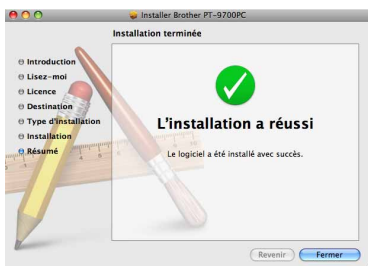 Installer Brother PT-9700PC
Installation terminée
Introduction
Lisez-moi
Licence
Destination
Type d'installation
Installation
Résumé
L'installation a réussi
Le logiciel a été installé avec succès.
Revenir
Fermer